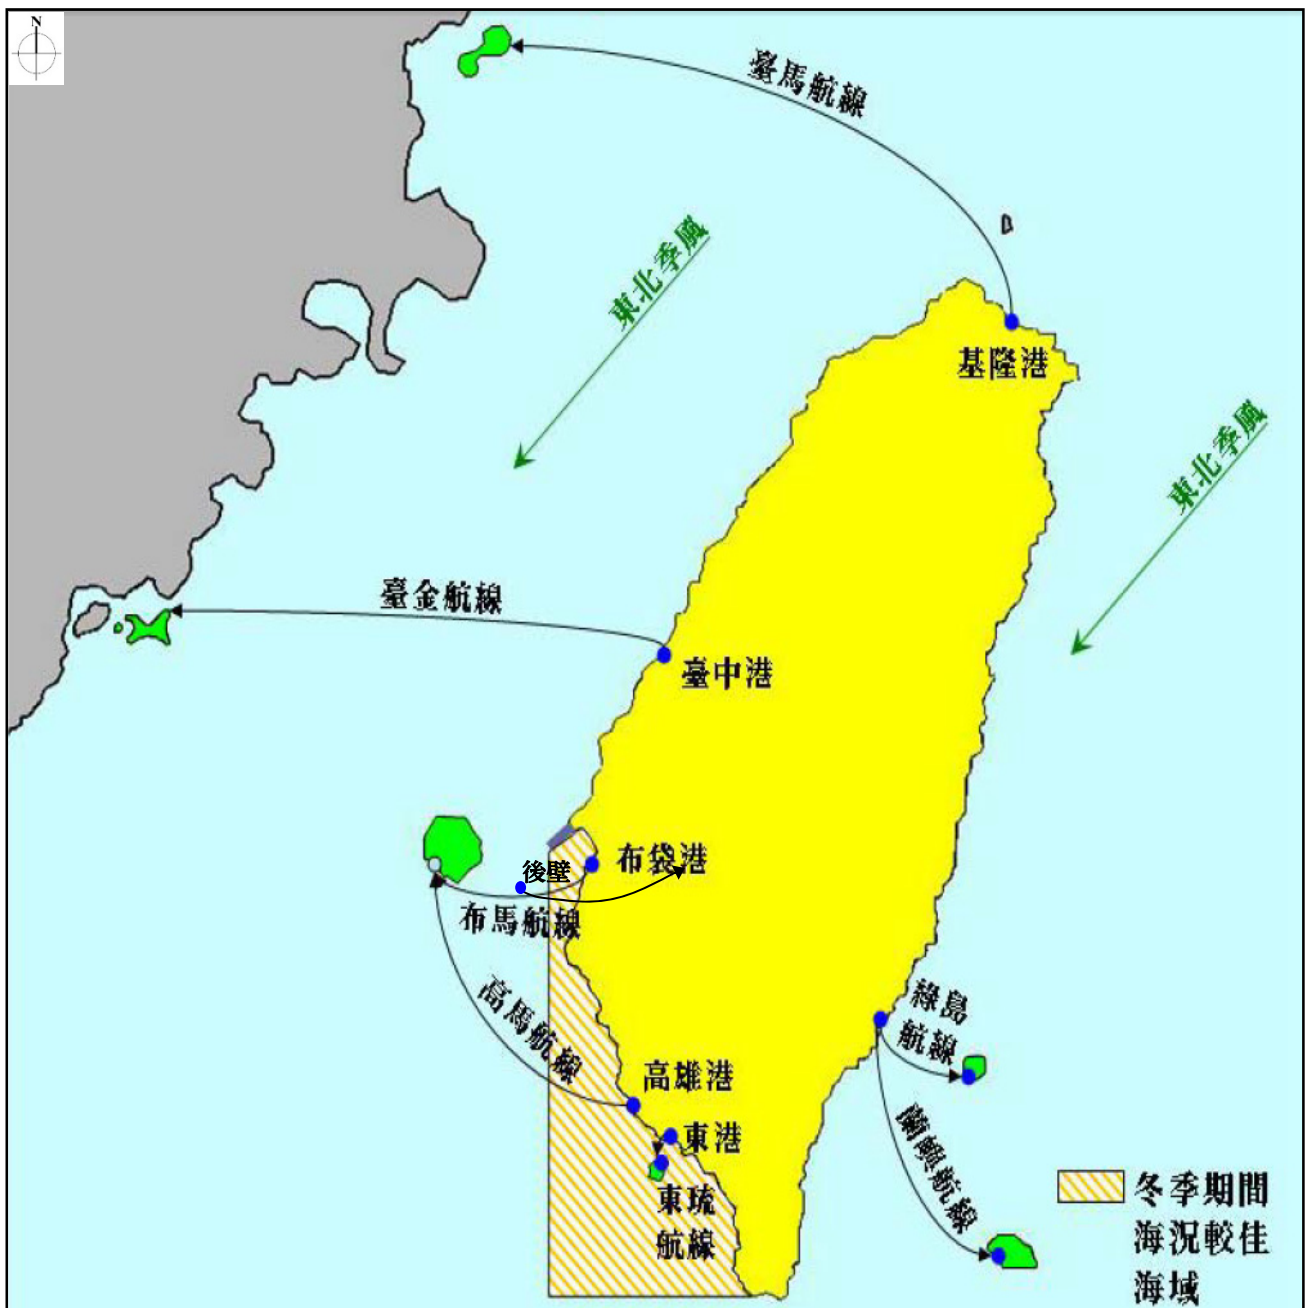 N
臺馬航線
東北季風
基隆港
東北季風
臺金航線
臺中港
布袋港
後壁
布馬航線
綠島
航線
高馬航線
高雄港
蘭嶼航線
東港
東琉
航線
冬季期間
海況較佳
海域